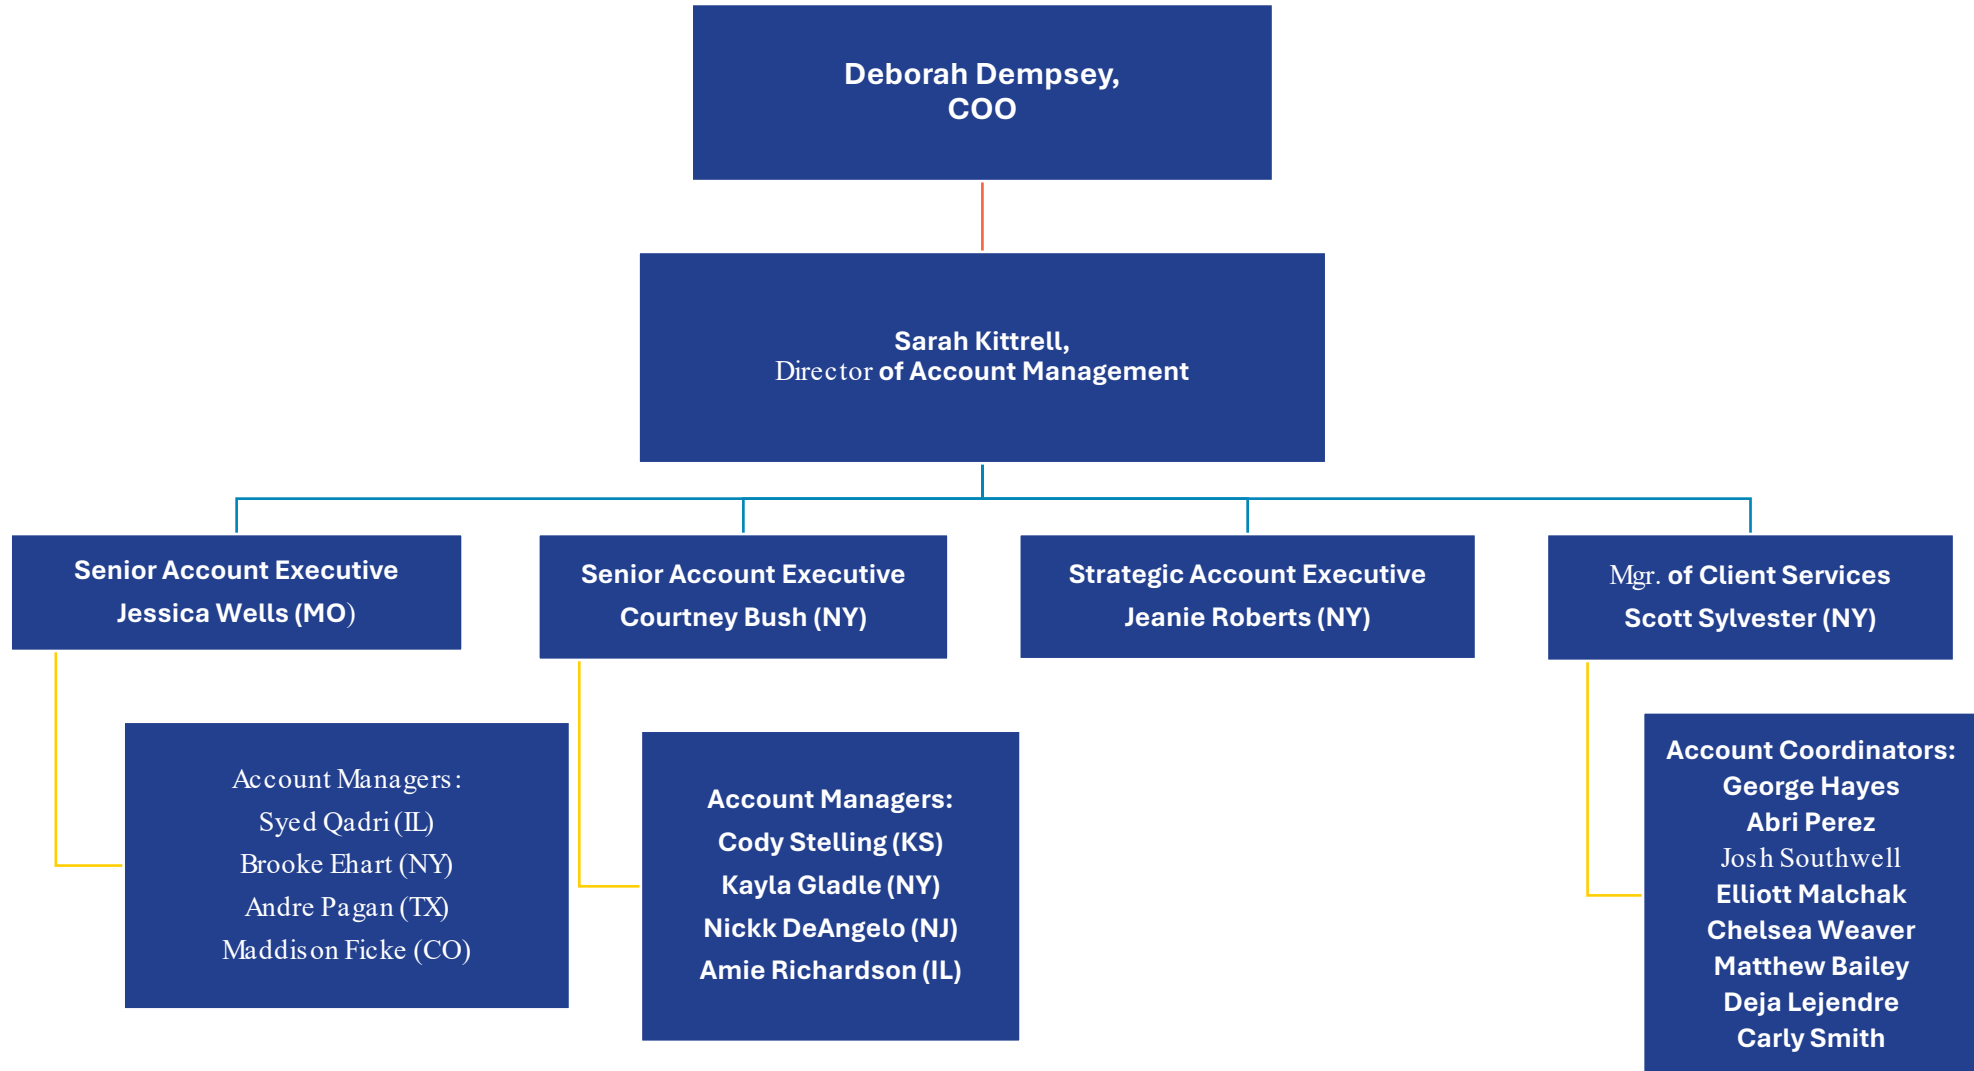 Deborah Dempsey,
COO
Sarah Kittrell,
Director of Account Management
Senior Account Executive
Jessica Wells (MO)
Senior Account Executive
Courtney Bush (NY)
Strategic Account Executive
Jeanie Roberts (NY)
Mgr. of Client Services
Scott Sylvester (NY)
Account Managers:
Syed Qadri (IL)
Brooke Ehart (NY)
Andre Pagan (TX)
Maddison Ficke (CO)
Account Managers:
Cody Stelling (KS)
Kayla Gladle (NY)
Nickk DeAngelo (NJ)
Amie Richardson (IL)
Account Coordinators:
George Hayes
Abri Perez
Josh Southwell
Elliott Malchak
Chelsea Weaver
Matthew Bailey
Deja Lejendre
Carly Smith